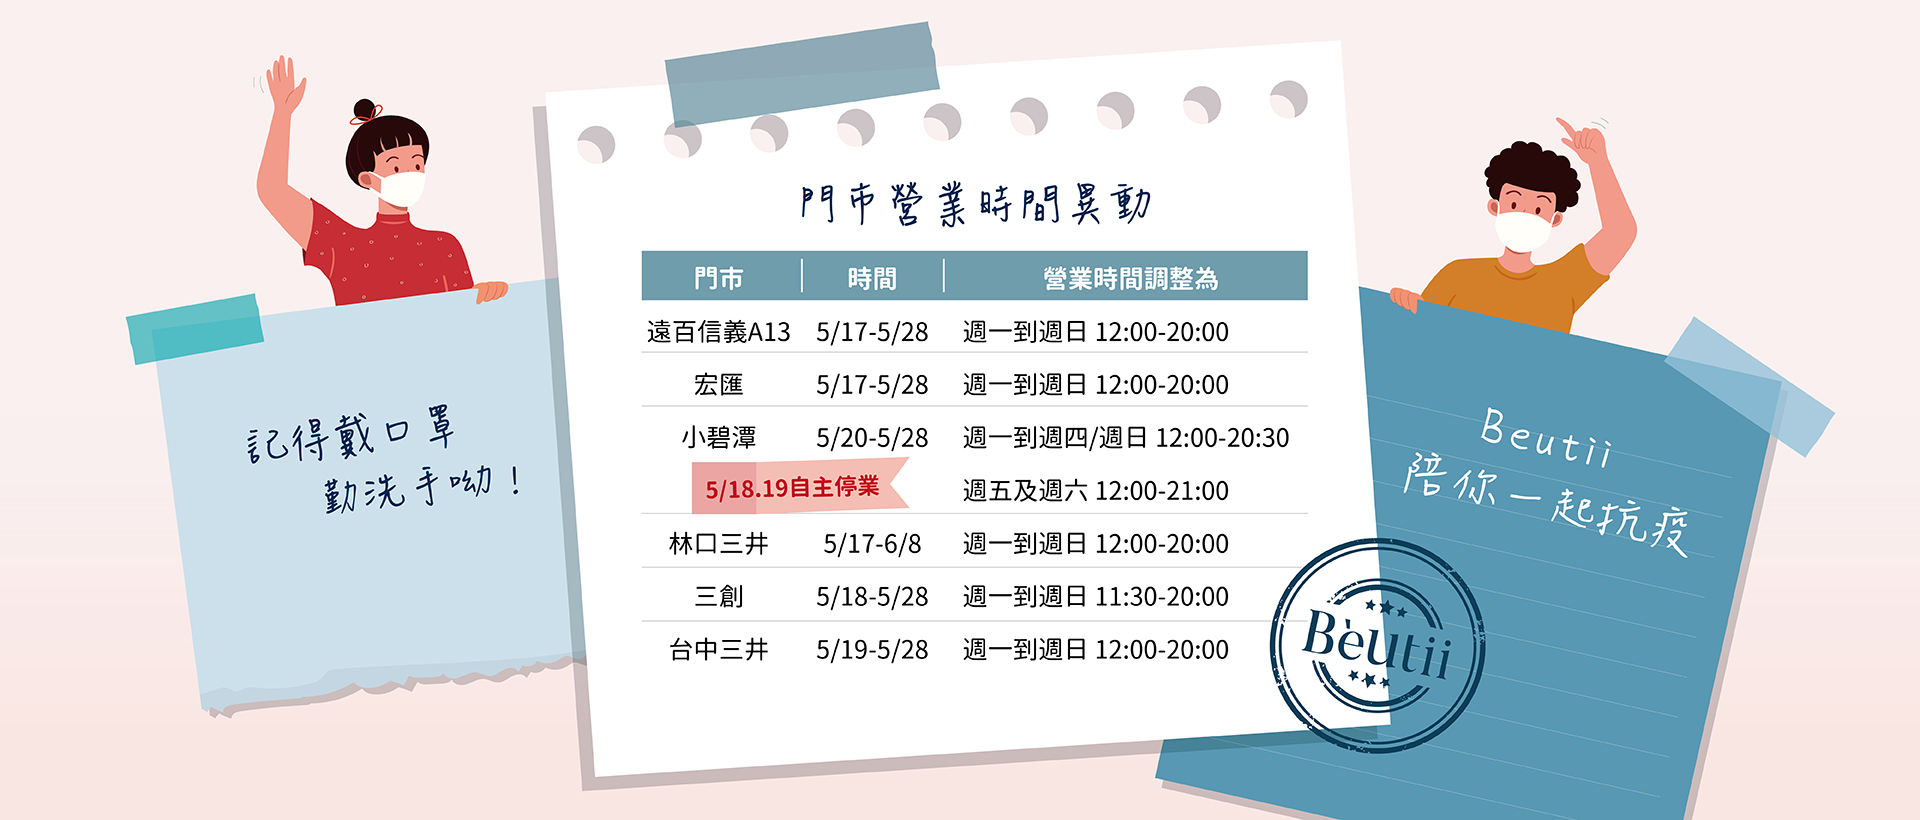 門市營業時間異動
門市 時間 營業時間調整為
遠百信義A13 5/17-5/28 週一到週日 12:00-20:00
宏匯 5/17-5/28 週一到週日 12:00-20:00
小碧潭 5/20-5/28 週一到週四/週日 12:00-20:30
5/18.19自主停業 週五及週六 12:00-21:00
林口三井 5/17-6/8 週一到週日 12:00-20:00
三創 5/18-5/28 週一到週日 11:30-20:00
台中三井 5/19-5/28 週一到週日 12:00-20:00
記得戴口罩
勤洗手呦！
Beutii
陪你一起抗疫
Bèutii